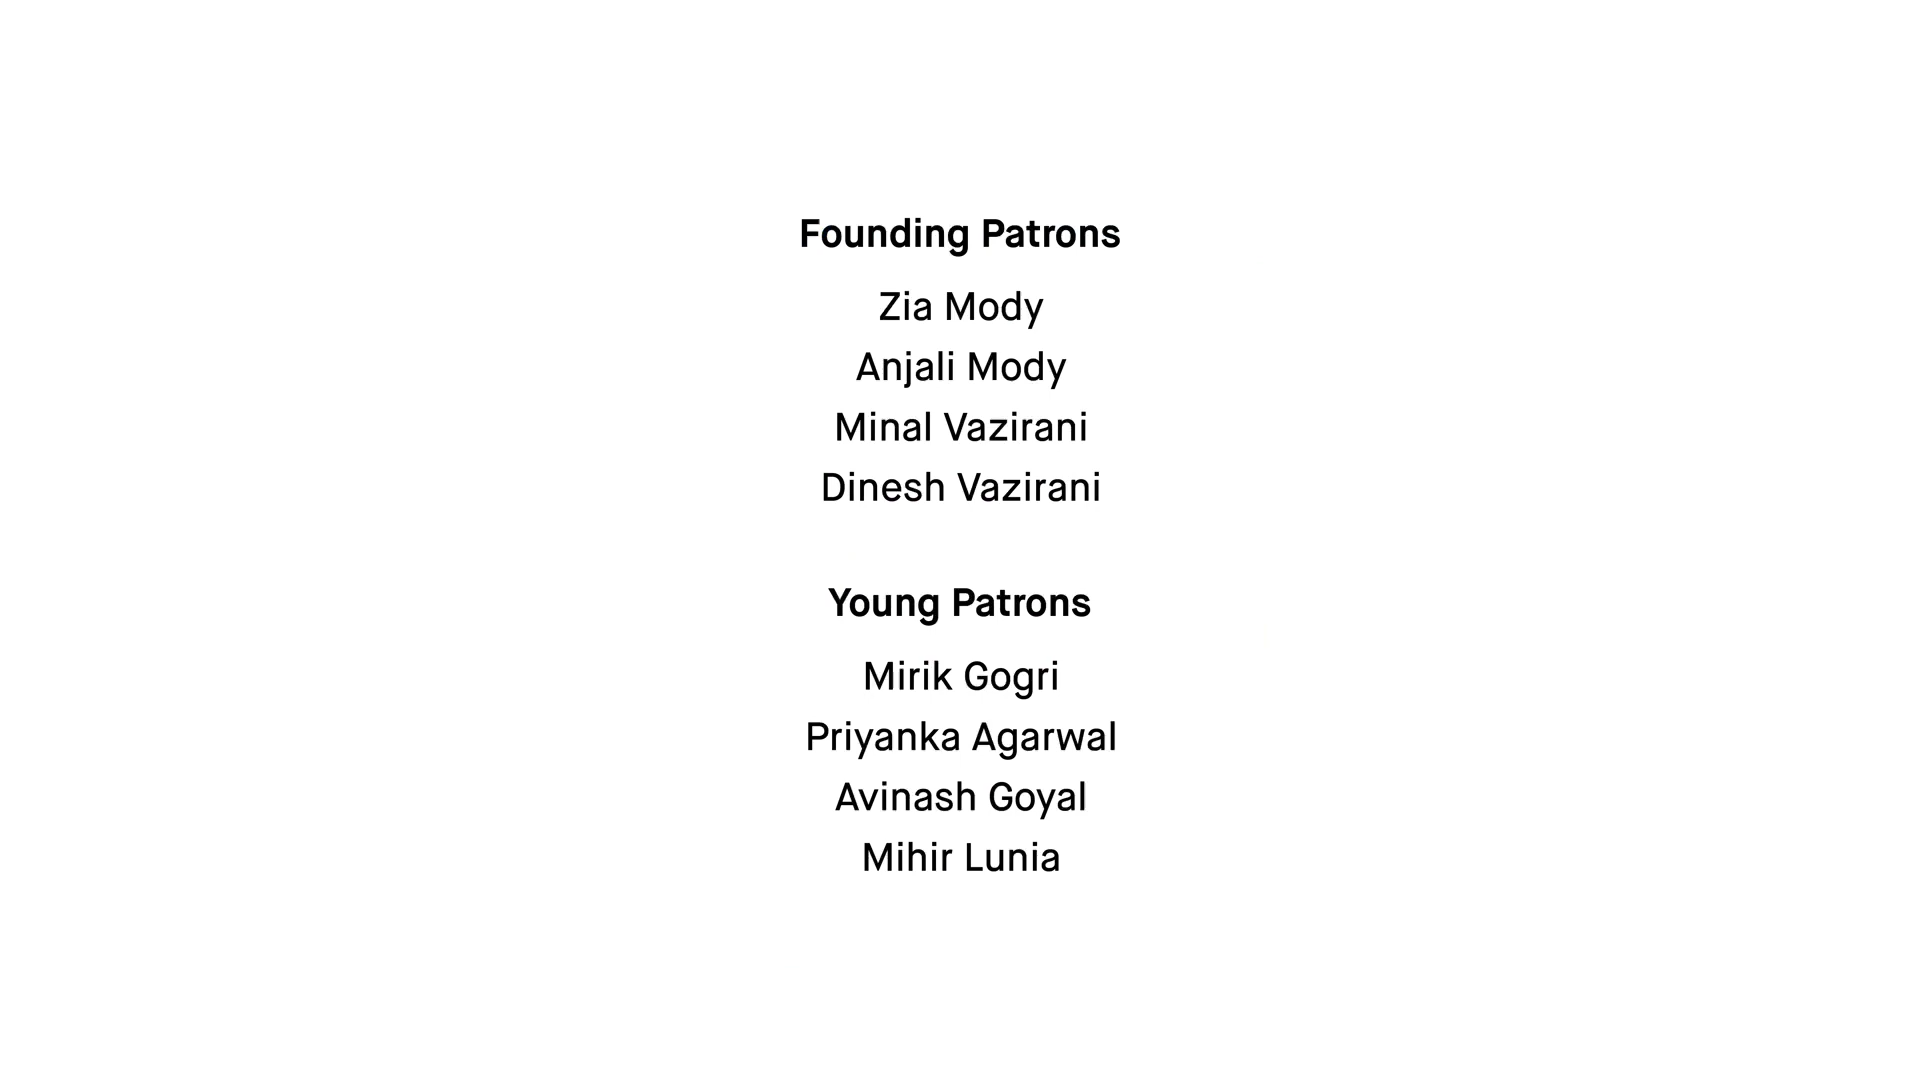 Founding Patrons
Zia Mody
Anjali Mody
Minal Vazirani
Dinesh Vazirani
Young Patrons
Mirik Gogri
Priyanka Agarwal
Avinash Goyal
Mihir Lunia